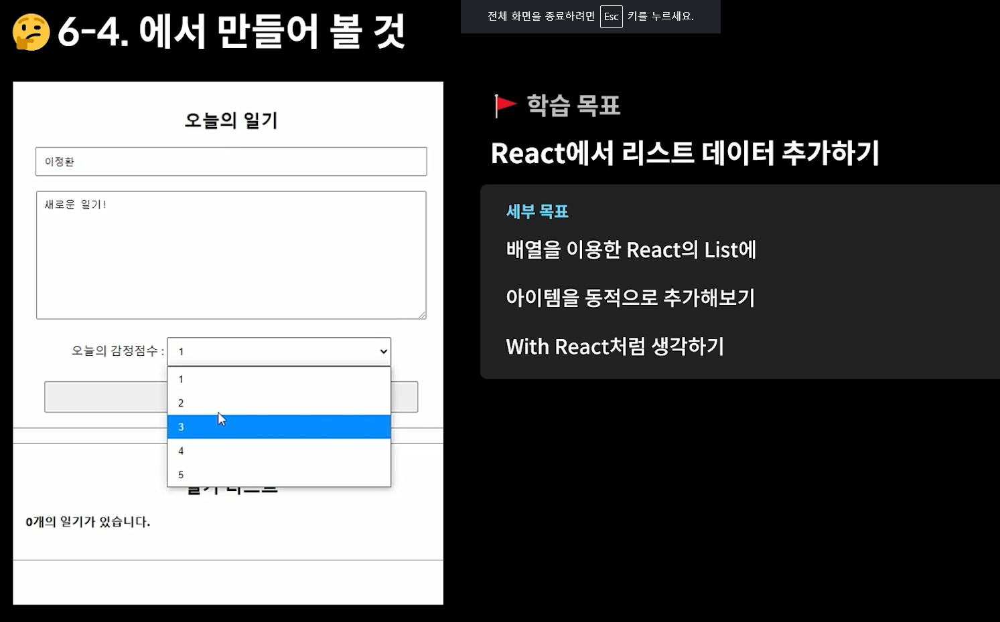 6-4. 에서 만들어 볼 것
전체 화면을 종료하려면 Esc 키를 누르세요.
오늘의 일기
이정환
새로운 일기!
오늘의 감정점수 : 1
1
2
3
4
5
일기 리스트
0개의 일기가 있습니다.
학습 목표
React에서 리스트 데이터 추가하기
세부 목표
배열을 이용한 React의 List에
아이템을 동적으로 추가해보기
With React처럼 생각하기